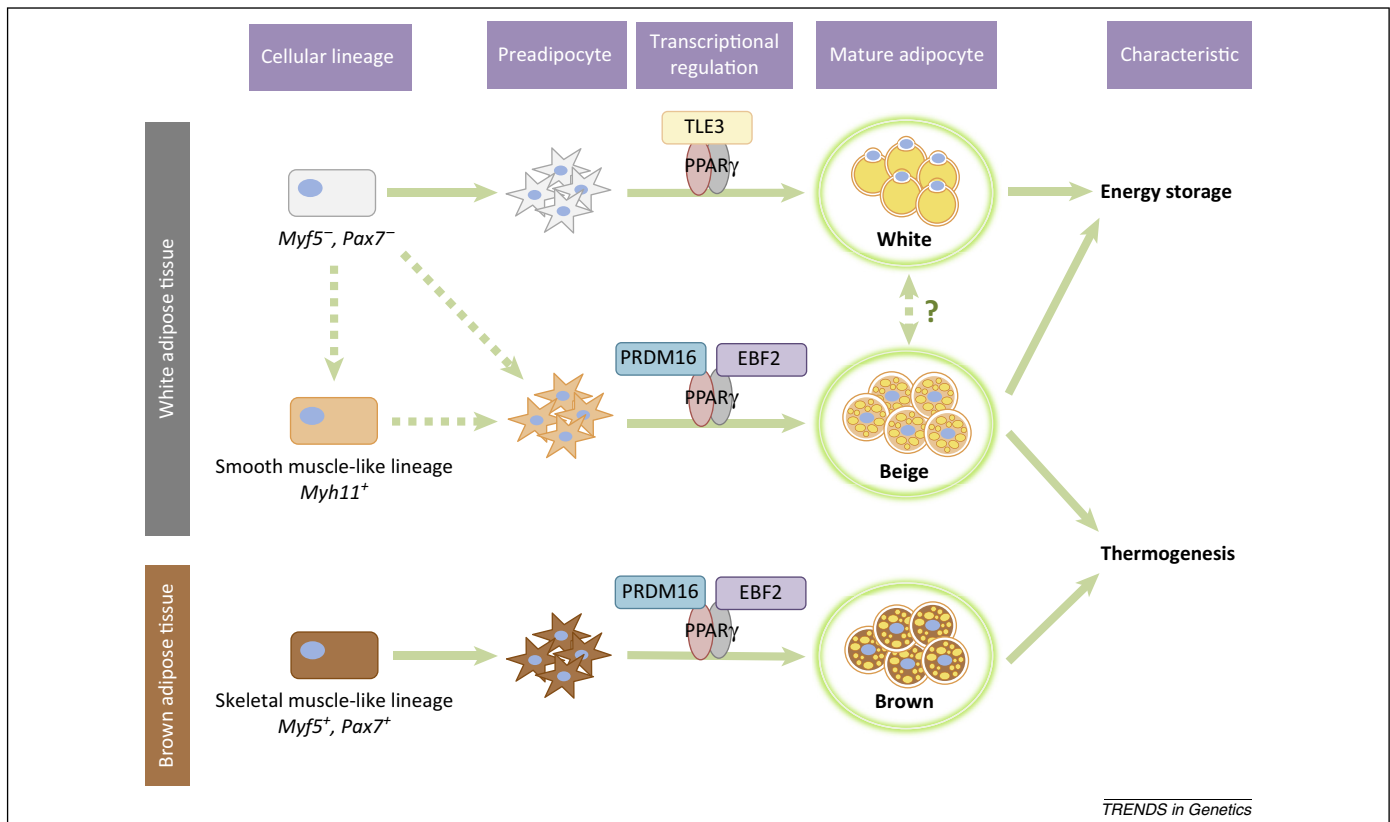 Cellular lineage
Preadipocyte
Transcriptional
regulation
Mature adipocyte
Characteristic
White adipose tissue
TLE3
PPARγ
Myf5⁻, Pax7⁻
White
Energy storage
?
PRDM16
EBF2
PPARγ
Smooth muscle-like lineage
Myh11⁺
Beige
Thermogenesis
Brown adipose tissue
PRDM16
EBF2
PPARγ
Skeletal muscle-like lineage
Myf5⁺, Pax7⁺
Brown
TRENDS in Genetics